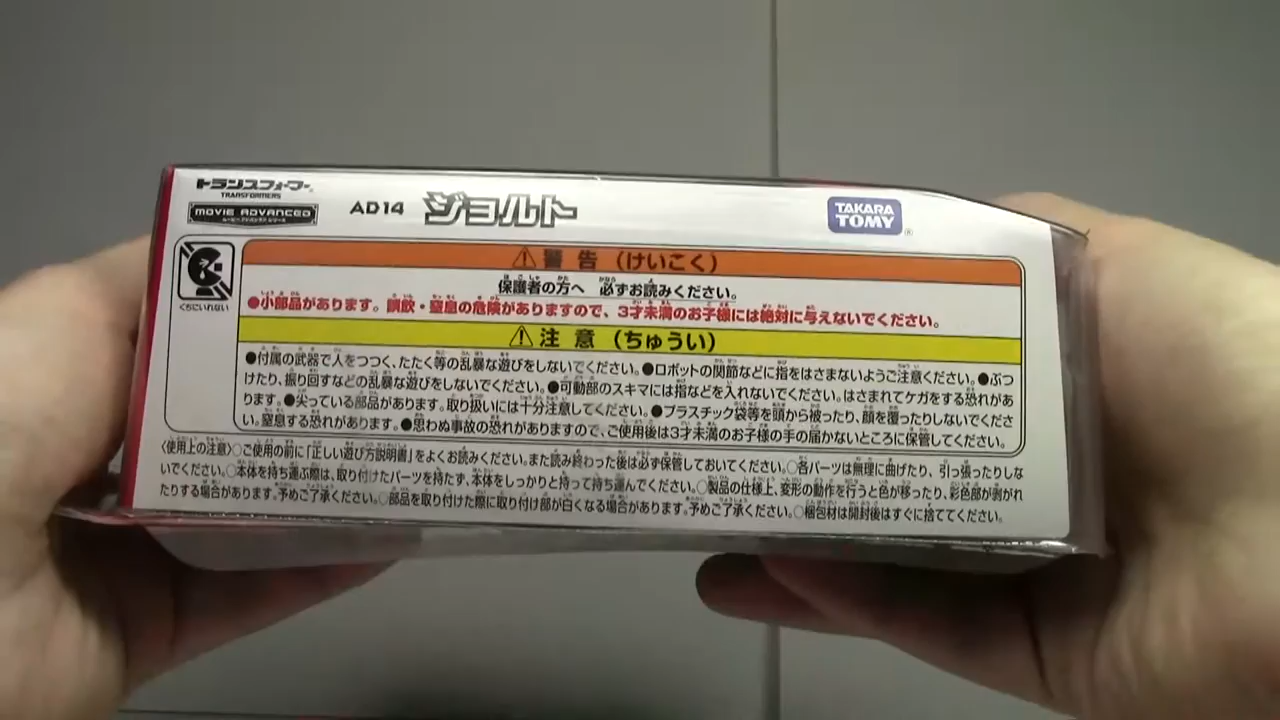 トランスフォーマー
TRANSFORMERS
MOVIE ADVANCED
AD14 ジョルト
TAKARA TOMY ®
くちにいれない
警告(けいこく)
保護者の方へ 必ずお読みください。
●小部品があります。誤飲・窒息の危険がありますので、3才未満のお子様には絶対に与えないでください。
注意(ちゅうい)
●付属の武器で人をつつく、たたく等の乱暴な遊びをしないでください。●ロボットの関節などに指をはさまないようご注意ください。●ぶつ
けたり、振り回すなどの乱暴な遊びをしないでください。●可動部のスキマには指などを入れないでください。はさまれてケガをする恐れがあ
ります。●尖っている部品があります。取り扱いには十分注意してください。●プラスチック袋等を頭から被ったり、顔を覆ったりしないでくださ
い。窒息する恐れがあります。●思わぬ事故の恐れがありますので、ご使用後は3才未満のお子様の手の届かないところに保管してください。
〈使用上の注意〉○ご使用の前に「正しい遊び方説明書」をよくお読みください。また読み終わった後は必ず保管しておいてください。○各パーツは無理に曲げたり、引っ張ったりしな
いでください。○本体を持ち運ぶ際は、取り付けたパーツを持たず、本体をしっかりと持って持ち運んでください。○製品の仕様上、変形の動作を行うと色が移ったり、彩色部が剥がれ
たりする場合があります。予めご了承ください。○部品を取り付けた際に取り付け部が白くなる場合があります。予めご了承ください。○梱包材は開封後はすぐに捨ててください。